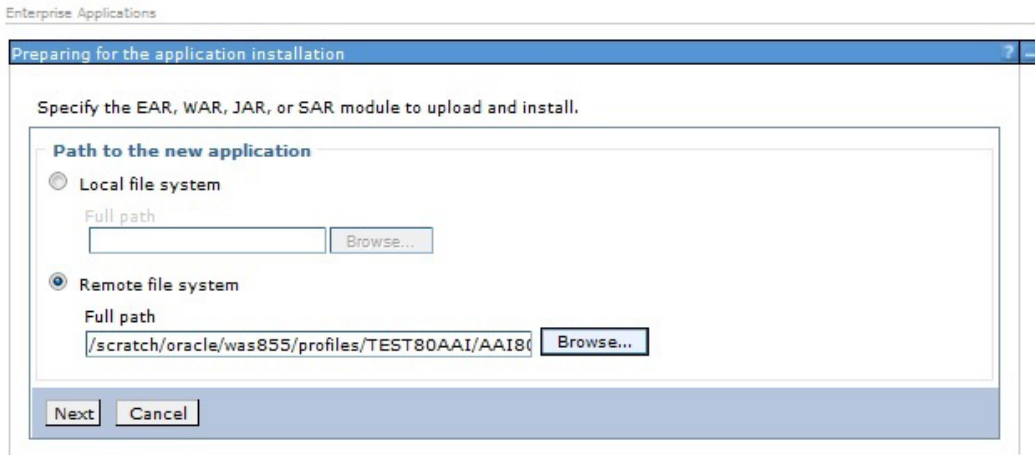 Enterprise Applications
Preparing for the application installation ? –
Specify the EAR, WAR, JAR, or SAR module to upload and install.
Path to the new application
Local file system
Full path
Browse...
Remote file system
Full path
/scratch/oracle/was855/profiles/TEST80AAI/AAI80
Browse...
Next Cancel